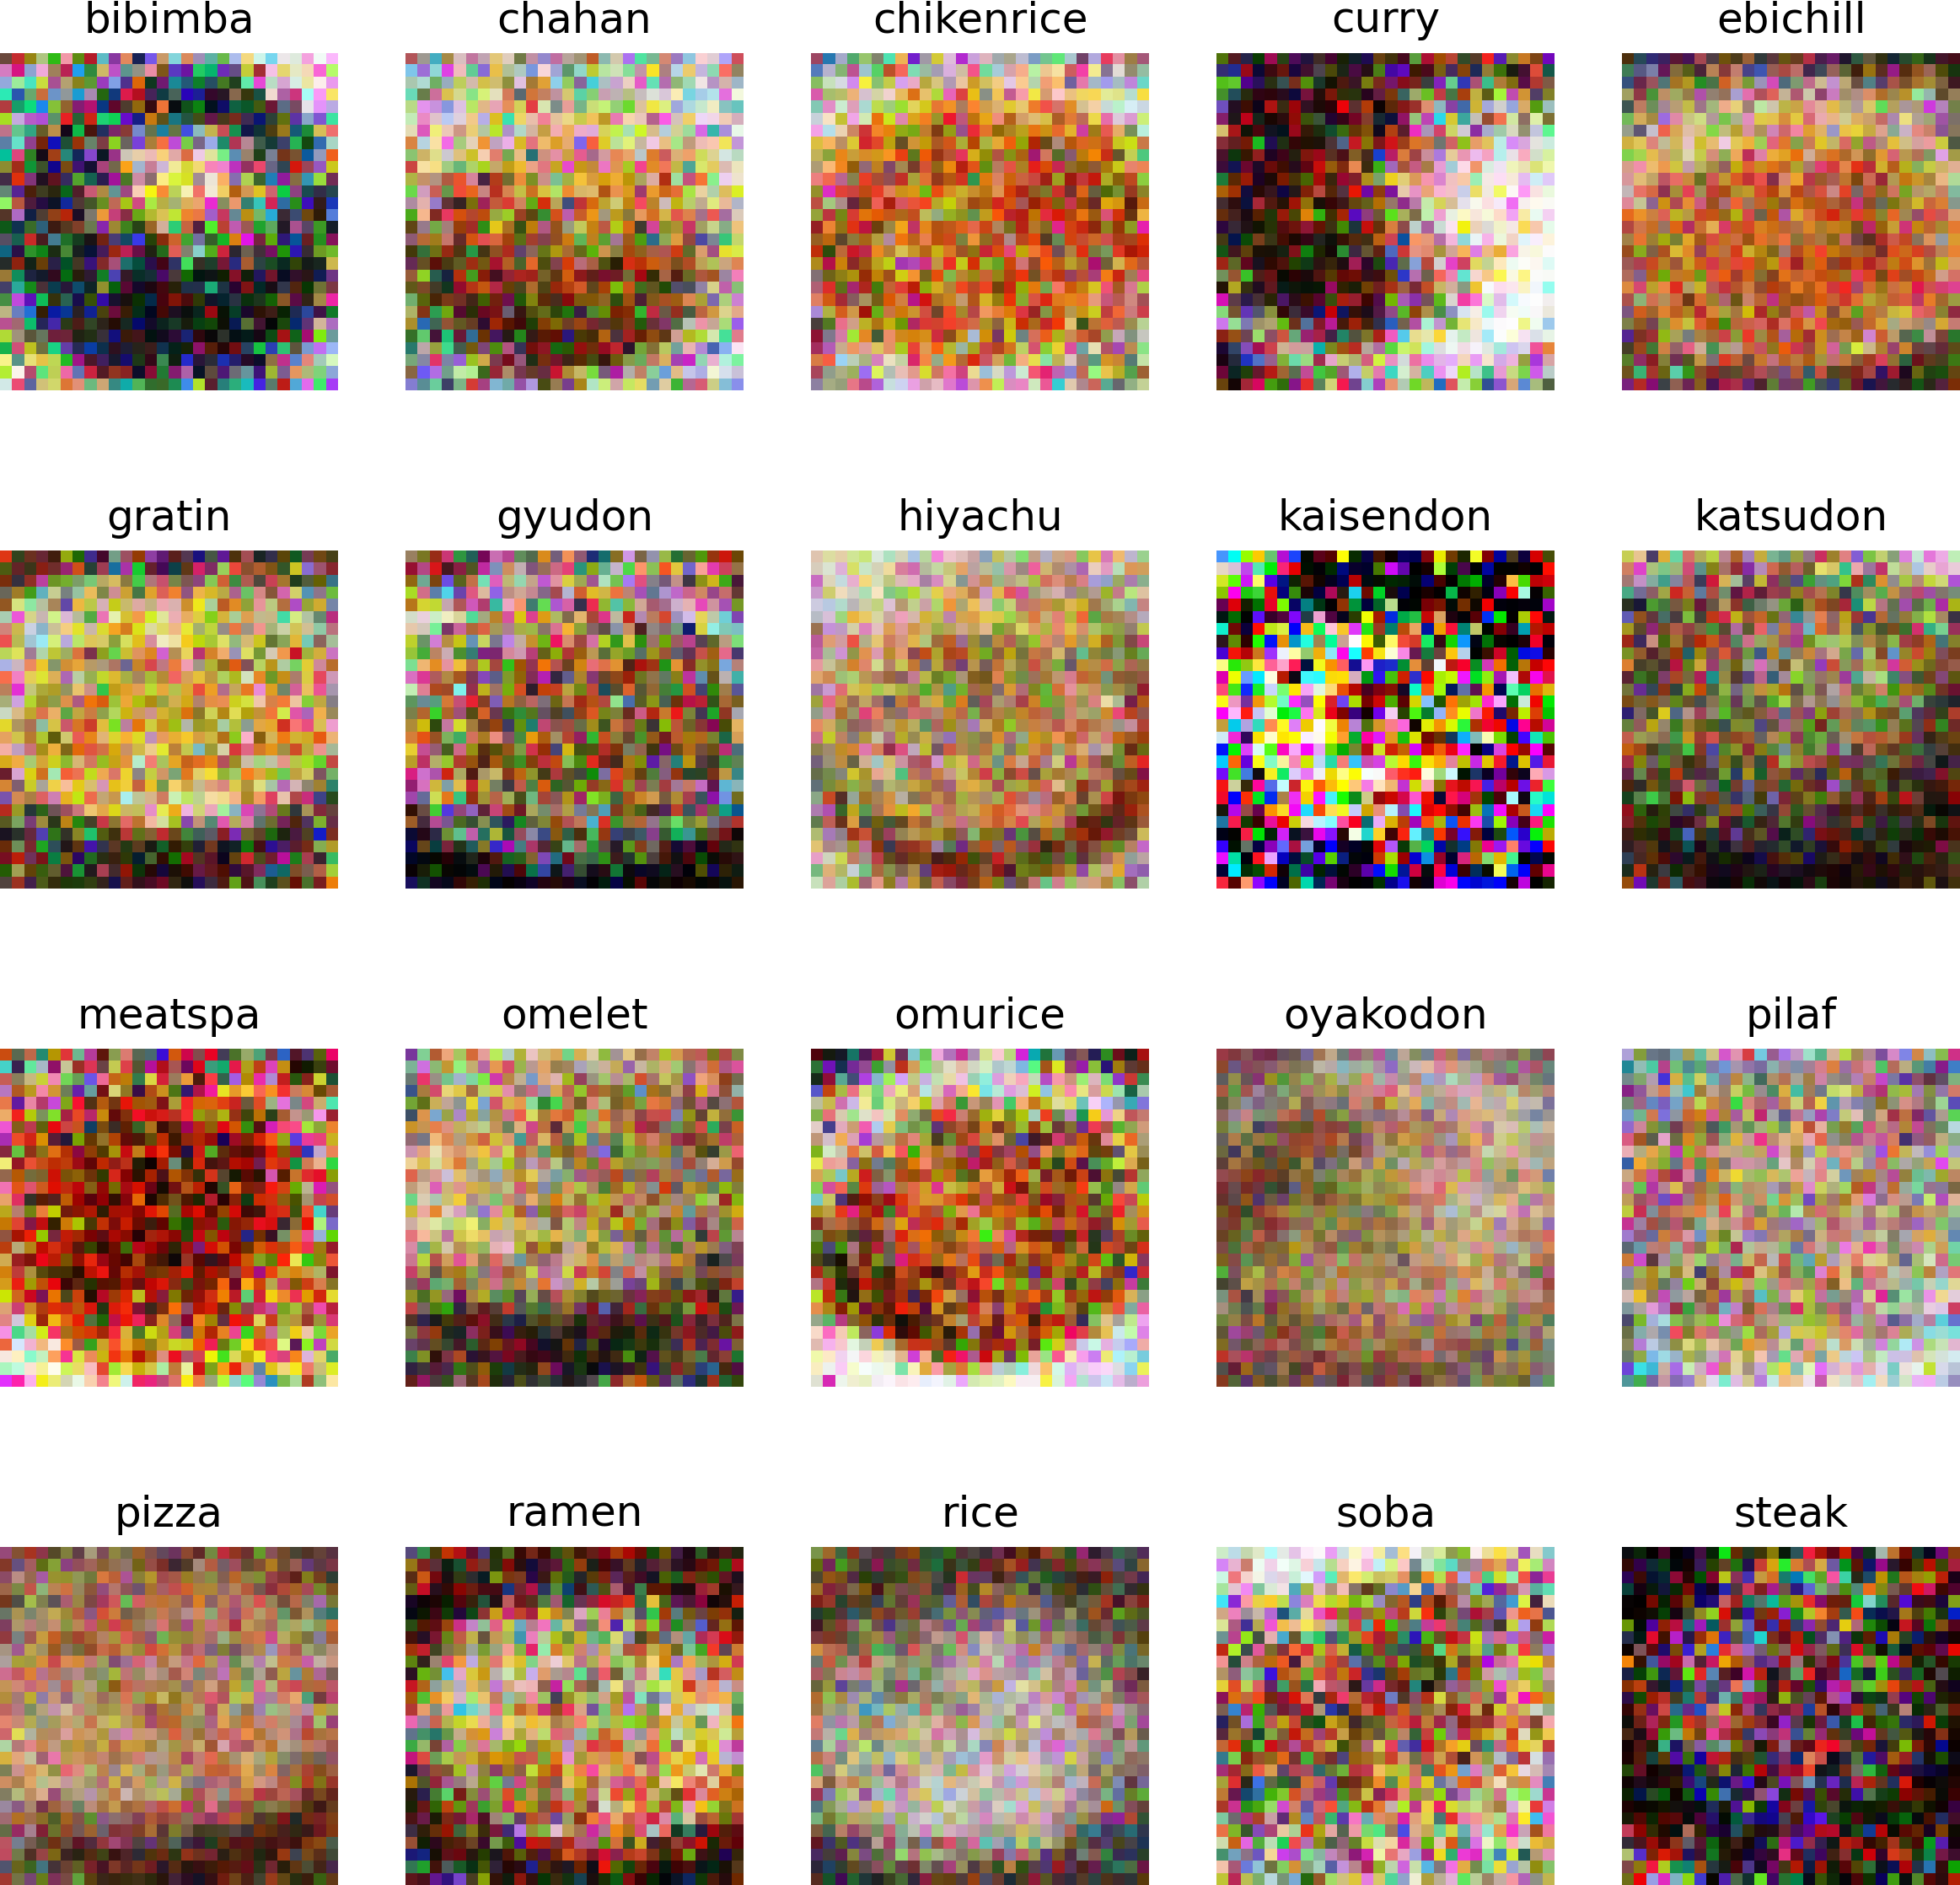 bibimba chahan chikenrice curry ebichill
gratin gyudon hiyachu kaisendon katsudon
meatspa omelet omurice oyakodon pilaf
pizza ramen rice soba steak